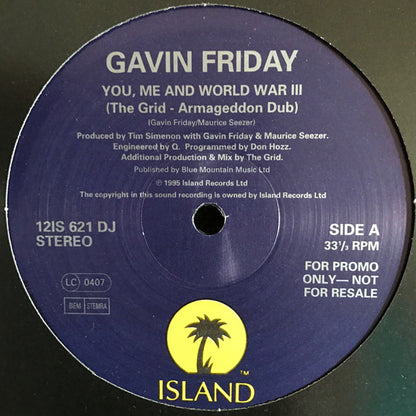 GAVIN FRIDAY
YOU, ME AND WORLD WAR III
(The Grid - Armageddon Dub)
(Gavin Friday/Maurice Seezer)
Produced by Tim Simenon with Gavin Friday & Maurice Seezer.
Engineered by Q. Programmed by Don Hozz.
Additional Production & Mix by The Grid.
Published by Blue Mountain Music Ltd
℗ © 1995 Island Records Ltd
The copyright in this sound recording is owned by Island Records Ltd
12IS 621 DJ
STEREO
SIDE A
33⅓ RPM
LC 0407
BIEM STEMRA
FOR PROMO
ONLY— NOT
FOR RESALE
TM
ISLAND